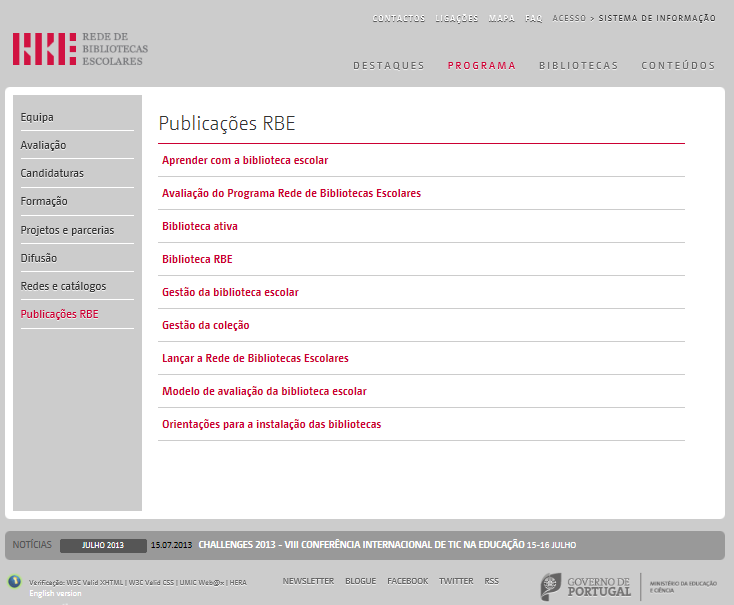 CONTACTOS LIGAÇÕES MAPA FAQ ACESSO > SISTEMA DE INFORMAÇÃO
RBE REDE DE
BIBLIOTECAS
ESCOLARES
DESTAQUES PROGRAMA BIBLIOTECAS CONTEÚDOS
Equipa
Avaliação
Candidaturas
Formação
Projetos e parcerias
Difusão
Redes e catálogos
Publicações RBE
Publicações RBE
Aprender com a biblioteca escolar
Avaliação do Programa Rede de Bibliotecas Escolares
Biblioteca ativa
Biblioteca RBE
Gestão da biblioteca escolar
Gestão da coleção
Lançar a Rede de Bibliotecas Escolares
Modelo de avaliação da biblioteca escolar
Orientações para a instalação das bibliotecas
NOTÍCIAS JULHO 2013 15.07.2013 CHALLENGES 2013 - VIII CONFERÊNCIA INTERNACIONAL DE TIC NA EDUCAÇÃO 15-16 JULHO
Verificação: W3C Valid XHTML | W3C Valid CSS | UMIC Web@x | HERA
English version
NEWSLETTER BLOGUE FACEBOOK TWITTER RSS
GOVERNO DE
PORTUGAL
MINISTÉRIO DA EDUCAÇÃO
E CIÊNCIA